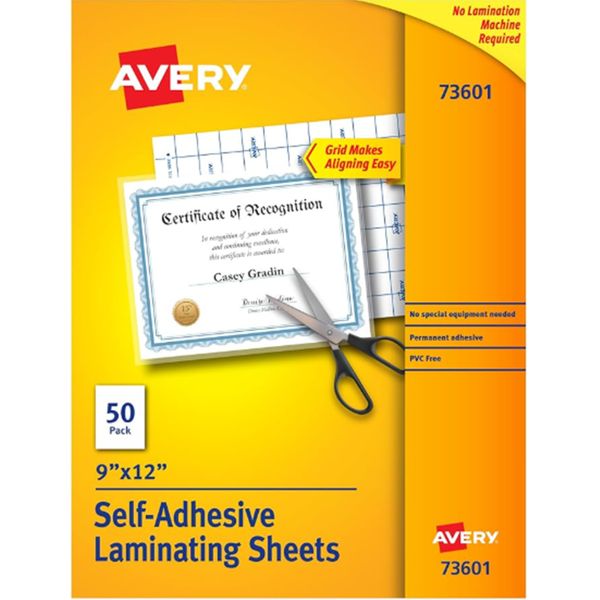 No Lamination
Machine
Required
AVERY®
73601
Grid Makes
Aligning Easy
Certificate of Recognition
In recognition of your dedication
and continuing excellence,
this certificate is awarded to:
Casey Gradin
No special equipment needed
Permanent adhesive
PVC Free
50
Pack
9”x12”
Self-Adhesive
Laminating Sheets
AVERY®
73601